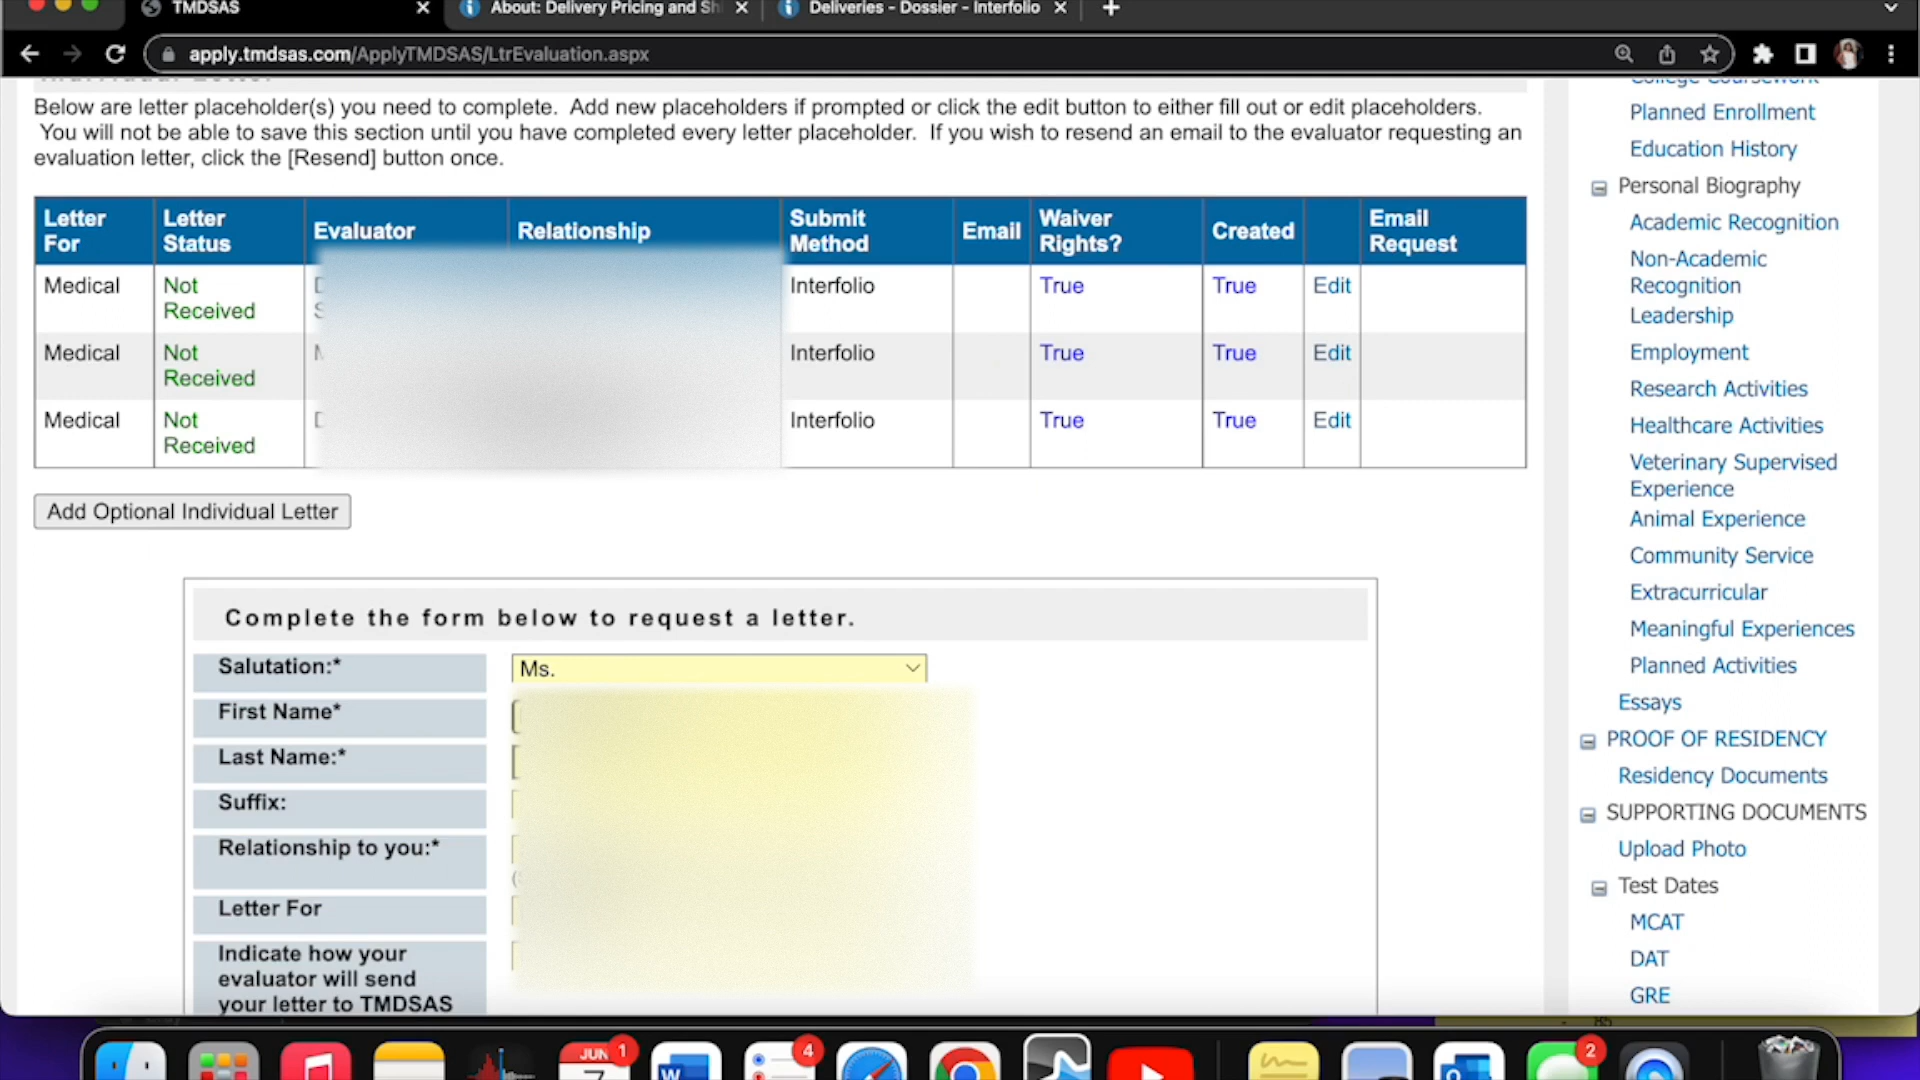 TMDSAS
About: Delivery Pricing and Sh
Deliveries - Dossier - Interfolio
apply.tmdsas.com/ApplyTMDSAS/LtrEvaluation.aspx
Below are letter placeholder(s) you need to complete. Add new placeholders if prompted or click the edit button to either fill out or edit placeholders.
You will not be able to save this section until you have completed every letter placeholder. If you wish to resend an email to the evaluator requesting an
evaluation letter, click the [Resend] button once.
Letter For Letter Status Evaluator Relationship Submit Method Email Waiver Rights? Created Email Request
Medical Not Received Interfolio True True Edit
Medical Not Received Interfolio True True Edit
Medical Not Received Interfolio True True Edit
Add Optional Individual Letter
Complete the form below to request a letter.
Salutation:* Ms.
First Name*
Last Name:*
Suffix:
Relationship to you:*
Letter For
Indicate how your
evaluator will send
your letter to TMDSAS
College Coursework
Planned Enrollment
Education History
Personal Biography
Academic Recognition
Non-Academic
Recognition
Leadership
Employment
Research Activities
Healthcare Activities
Veterinary Supervised
Experience
Animal Experience
Community Service
Extracurricular
Meaningful Experiences
Planned Activities
Essays
PROOF OF RESIDENCY
Residency Documents
SUPPORTING DOCUMENTS
Upload Photo
Test Dates
MCAT
DAT
GRE
JUN 1
4
2